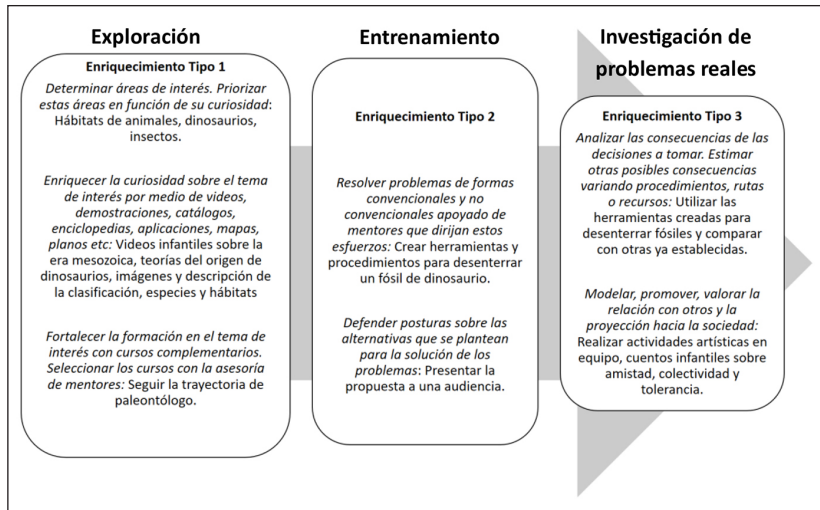 Exploración
Enriquecimiento Tipo 1
Determinar áreas de interés. Priorizar
estas áreas en función de su curiosidad:
Hábitats de animales, dinosaurios,
insectos.
Enriquecer la curiosidad sobre el tema
de interés por medio de videos,
demostraciones, catálogos,
enciclopedias, aplicaciones, mapas,
planos etc: Videos infantiles sobre la
era mesozoica, teorías del origen de
dinosaurios, imágenes y descripción de
la clasificación, especies y hábitats
Fortalecer la formación en el tema de
interés con cursos complementarios.
Seleccionar los cursos con la asesoría
de mentores: Seguir la trayectoria de
paleontólogo.
Entrenamiento
Enriquecimiento Tipo 2
Resolver problemas de formas
convencionales y no
convencionales apoyado de
mentores que dirijan estos
esfuerzos: Crear herramientas y
procedimientos para desenterrar
un fósil de dinosaurio.
Defender posturas sobre las
alternativas que se plantean
para la solución de los
problemas: Presentar la
propuesta a una audiencia.
Investigación de
problemas reales
Enriquecimiento Tipo 3
Analizar las consecuencias de las
decisiones a tomar. Estimar
otras posibles consecuencias
variando procedimientos, rutas
o recursos: Utilizar las
herramientas creadas para
desenterrar fósiles y comparar
con otras ya establecidas.
Modelar, promover, valorar la
relación con otros y la
proyección hacia la sociedad:
Realizar actividades artísticas en
equipo, cuentos infantiles sobre
amistad, colectividad y
tolerancia.